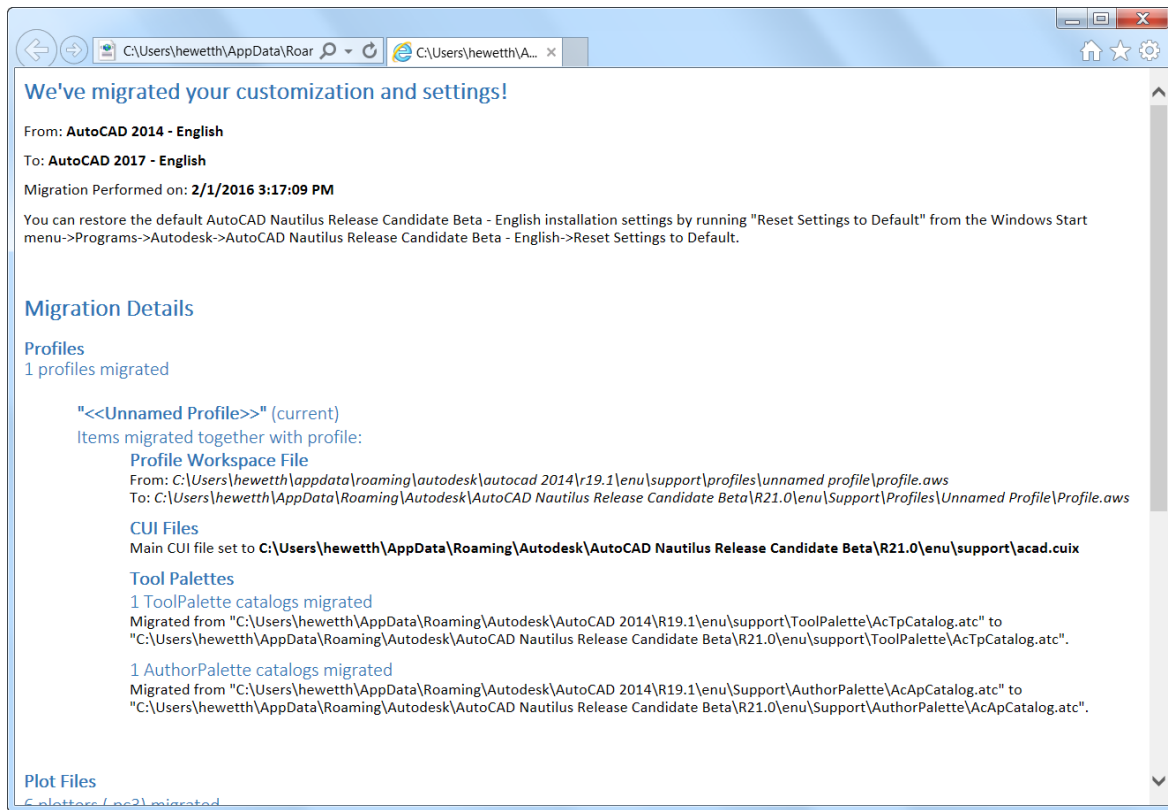 C:\Users\hewetth\AppData\Roar
C:\Users\hewetth\A...
We've migrated your customization and settings!
From: AutoCAD 2014 - English
To: AutoCAD 2017 - English
Migration Performed on: 2/1/2016 3:17:09 PM
You can restore the default AutoCAD Nautilus Release Candidate Beta - English installation settings by running "Reset Settings to Default" from the Windows Start
menu->Programs->Autodesk->AutoCAD Nautilus Release Candidate Beta - English->Reset Settings to Default.
Migration Details
Profiles
1 profiles migrated
"<<Unnamed Profile>>" (current)
Items migrated together with profile:
Profile Workspace File
From: C:\Users\hewetth\appdata\roaming\autodesk\autocad 2014\r19.1\enu\support\profiles\unnamed profile\profile.aws
To: C:\Users\hewetth\AppData\Roaming\Autodesk\AutoCAD Nautilus Release Candidate Beta\R21.0\enu\Support\Profiles\Unnamed Profile\Profile.aws
CUI Files
Main CUI file set to C:\Users\hewetth\AppData\Roaming\Autodesk\AutoCAD Nautilus Release Candidate Beta\R21.0\enu\support\acad.cuix
Tool Palettes
1 ToolPalette catalogs migrated
Migrated from "C:\Users\hewetth\AppData\Roaming\Autodesk\AutoCAD 2014\R19.1\enu\support\ToolPalette\AcTpCatalog.atc" to
"C:\Users\hewetth\AppData\Roaming\Autodesk\AutoCAD Nautilus Release Candidate Beta\R21.0\enu\support\ToolPalette\AcTpCatalog.atc".
1 AuthorPalette catalogs migrated
Migrated from "C:\Users\hewetth\AppData\Roaming\Autodesk\AutoCAD 2014\R19.1\enu\Support\AuthorPalette\AcApCatalog.atc" to
"C:\Users\hewetth\AppData\Roaming\Autodesk\AutoCAD Nautilus Release Candidate Beta\R21.0\enu\Support\AuthorPalette\AcApCatalog.atc".
Plot Files
6 plotters (.pc3) migrated